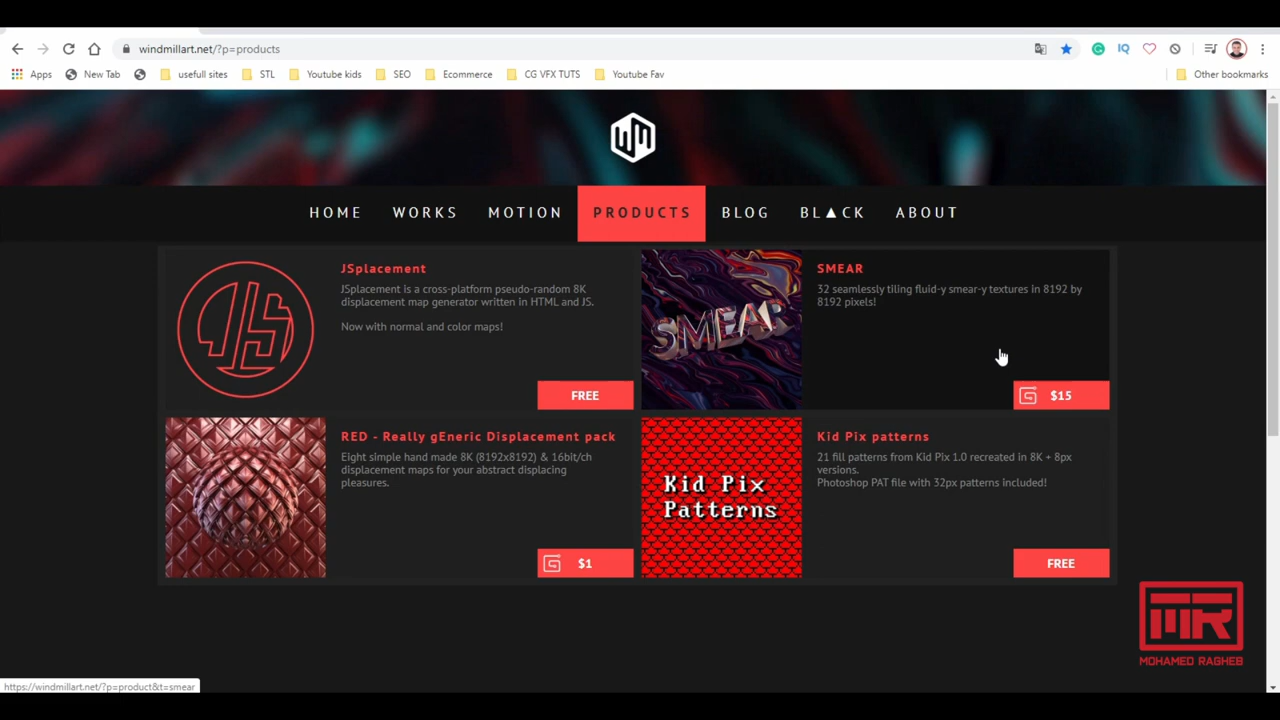 windmillart.net/?p=products
Apps
New Tab
usefull sites
STL
Youtube kids
SEO
Ecommerce
CG VFX TUTS
Youtube Fav
Other bookmarks
WM
HOME
WORKS
MOTION
PRODUCTS
BLOG
BL▲CK
ABOUT
JSplacement
JSplacement is a cross-platform pseudo-random 8K
displacement map generator written in HTML and JS.
Now with normal and color maps!
FREE
SMEAR
SMEAR
32 seamlessly tiling fluid-y smear-y textures in 8192 by
8192 pixels!
$15
RED - Really gEneric Displacement pack
Eight simple hand made 8K (8192x8192) & 16bit/ch
displacement maps for your abstract displacing
pleasures.
$1
Kid Pix
Patterns
Kid Pix patterns
21 fill patterns from Kid Pix 1.0 recreated in 8K + 8px
versions.
Photoshop PAT file with 32px patterns included!
FREE
MR
MOHAMED RAGHEB
https://windmillart.net/?p=product&t=smear